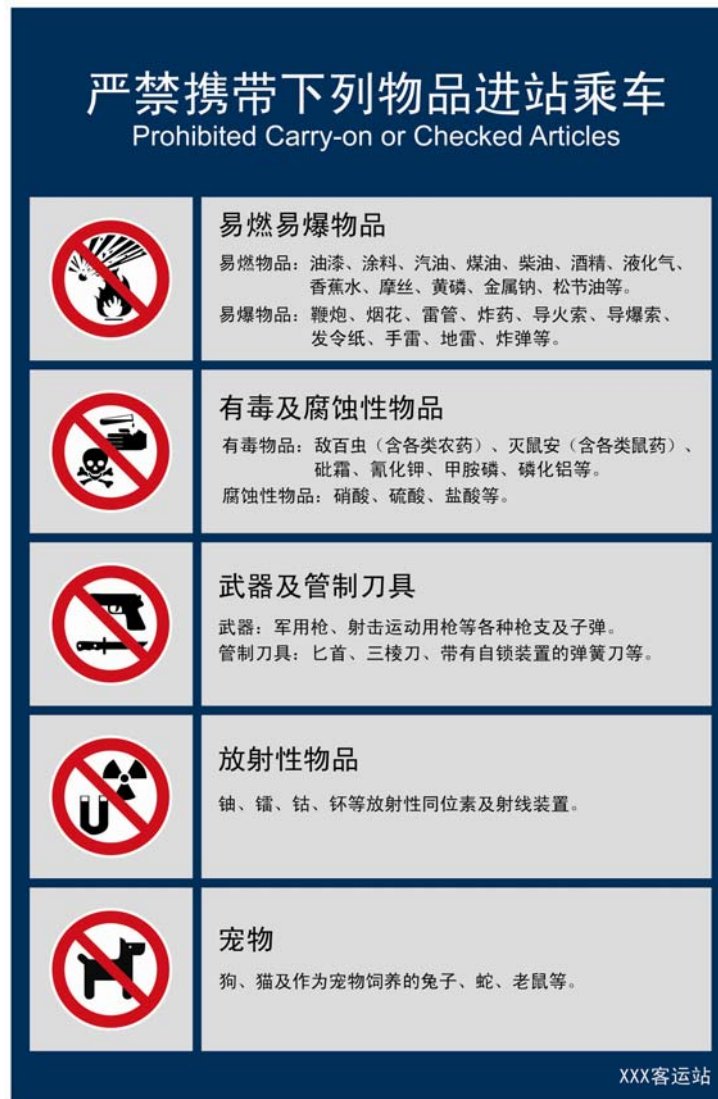 严禁携带下列物品进站乘车
Prohibited Carry-on or Checked Articles
易燃易爆物品
易燃物品：油漆、涂料、汽油、煤油、柴油、酒精、液化气、
香蕉水、摩丝、黄磷、金属钠、松节油等。
易爆物品：鞭炮、烟花、雷管、炸药、导火索、导爆索、
发令纸、手雷、地雷、炸弹等。
有毒及腐蚀性物品
有毒物品：敌百虫（含各类农药）、灭鼠安（含各类鼠药）、
砒霜、氰化钾、甲胺磷、磷化铝等。
腐蚀性物品：硝酸、硫酸、盐酸等。
武器及管制刀具
武器：军用枪、射击运动用枪等各种枪支及子弹。
管制刀具：匕首、三棱刀、带有自锁装置的弹簧刀等。
放射性物品
铀、镭、钴、钚等放射性同位素及射线装置。
宠物
狗、猫及作为宠物饲养的兔子、蛇、老鼠等。
XXX客运站